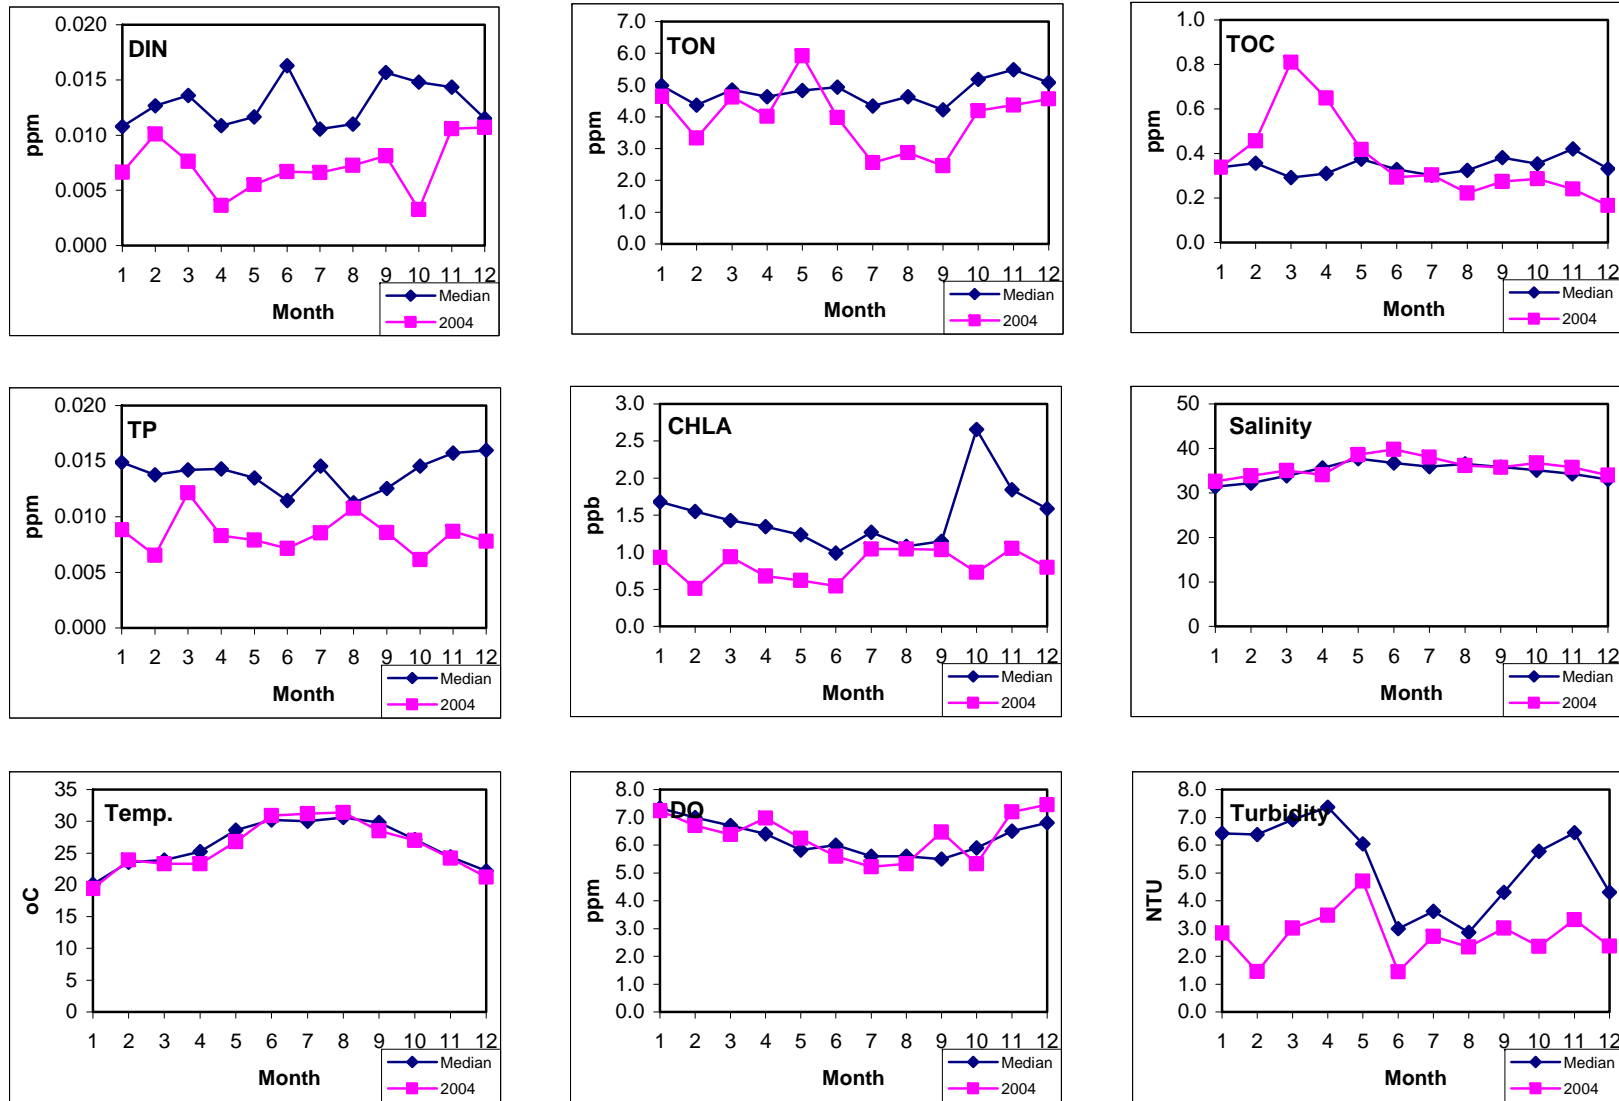 DIN
ppm
0.020
0.015
0.010
0.005
0.000
1 2 3 4 5 6 7 8 9 10 11 12
Month
Median
2004
TON
ppm
7.0
6.0
5.0
4.0
3.0
2.0
1.0
0.0
1 2 3 4 5 6 7 8 9 10 11 12
Month
Median
2004
TOC
ppm
1.0
0.8
0.6
0.4
0.2
0.0
1 2 3 4 5 6 7 8 9 10 11 12
Month
Median
2004
TP
ppm
0.020
0.015
0.010
0.005
0.000
1 2 3 4 5 6 7 8 9 10 11 12
Month
Median
2004
CHLA
ppb
3.0
2.5
2.0
1.5
1.0
0.5
0.0
1 2 3 4 5 6 7 8 9 10 11 12
Month
Median
2004
Salinity
50
40
30
20
10
0
1 2 3 4 5 6 7 8 9 10 11 12
Month
Median
2004
Temp.
oC
35
30
25
20
15
10
5
0
1 2 3 4 5 6 7 8 9 10 11 12
Month
Median
2004
DO
ppm
8.0
7.0
6.0
5.0
4.0
3.0
2.0
1.0
0.0
1 2 3 4 5 6 7 8 9 10 11 12
Month
Median
2004
Turbidity
NTU
8.0
7.0
6.0
5.0
4.0
3.0
2.0
1.0
0.0
1 2 3 4 5 6 7 8 9 10 11 12
Month
Median
2004